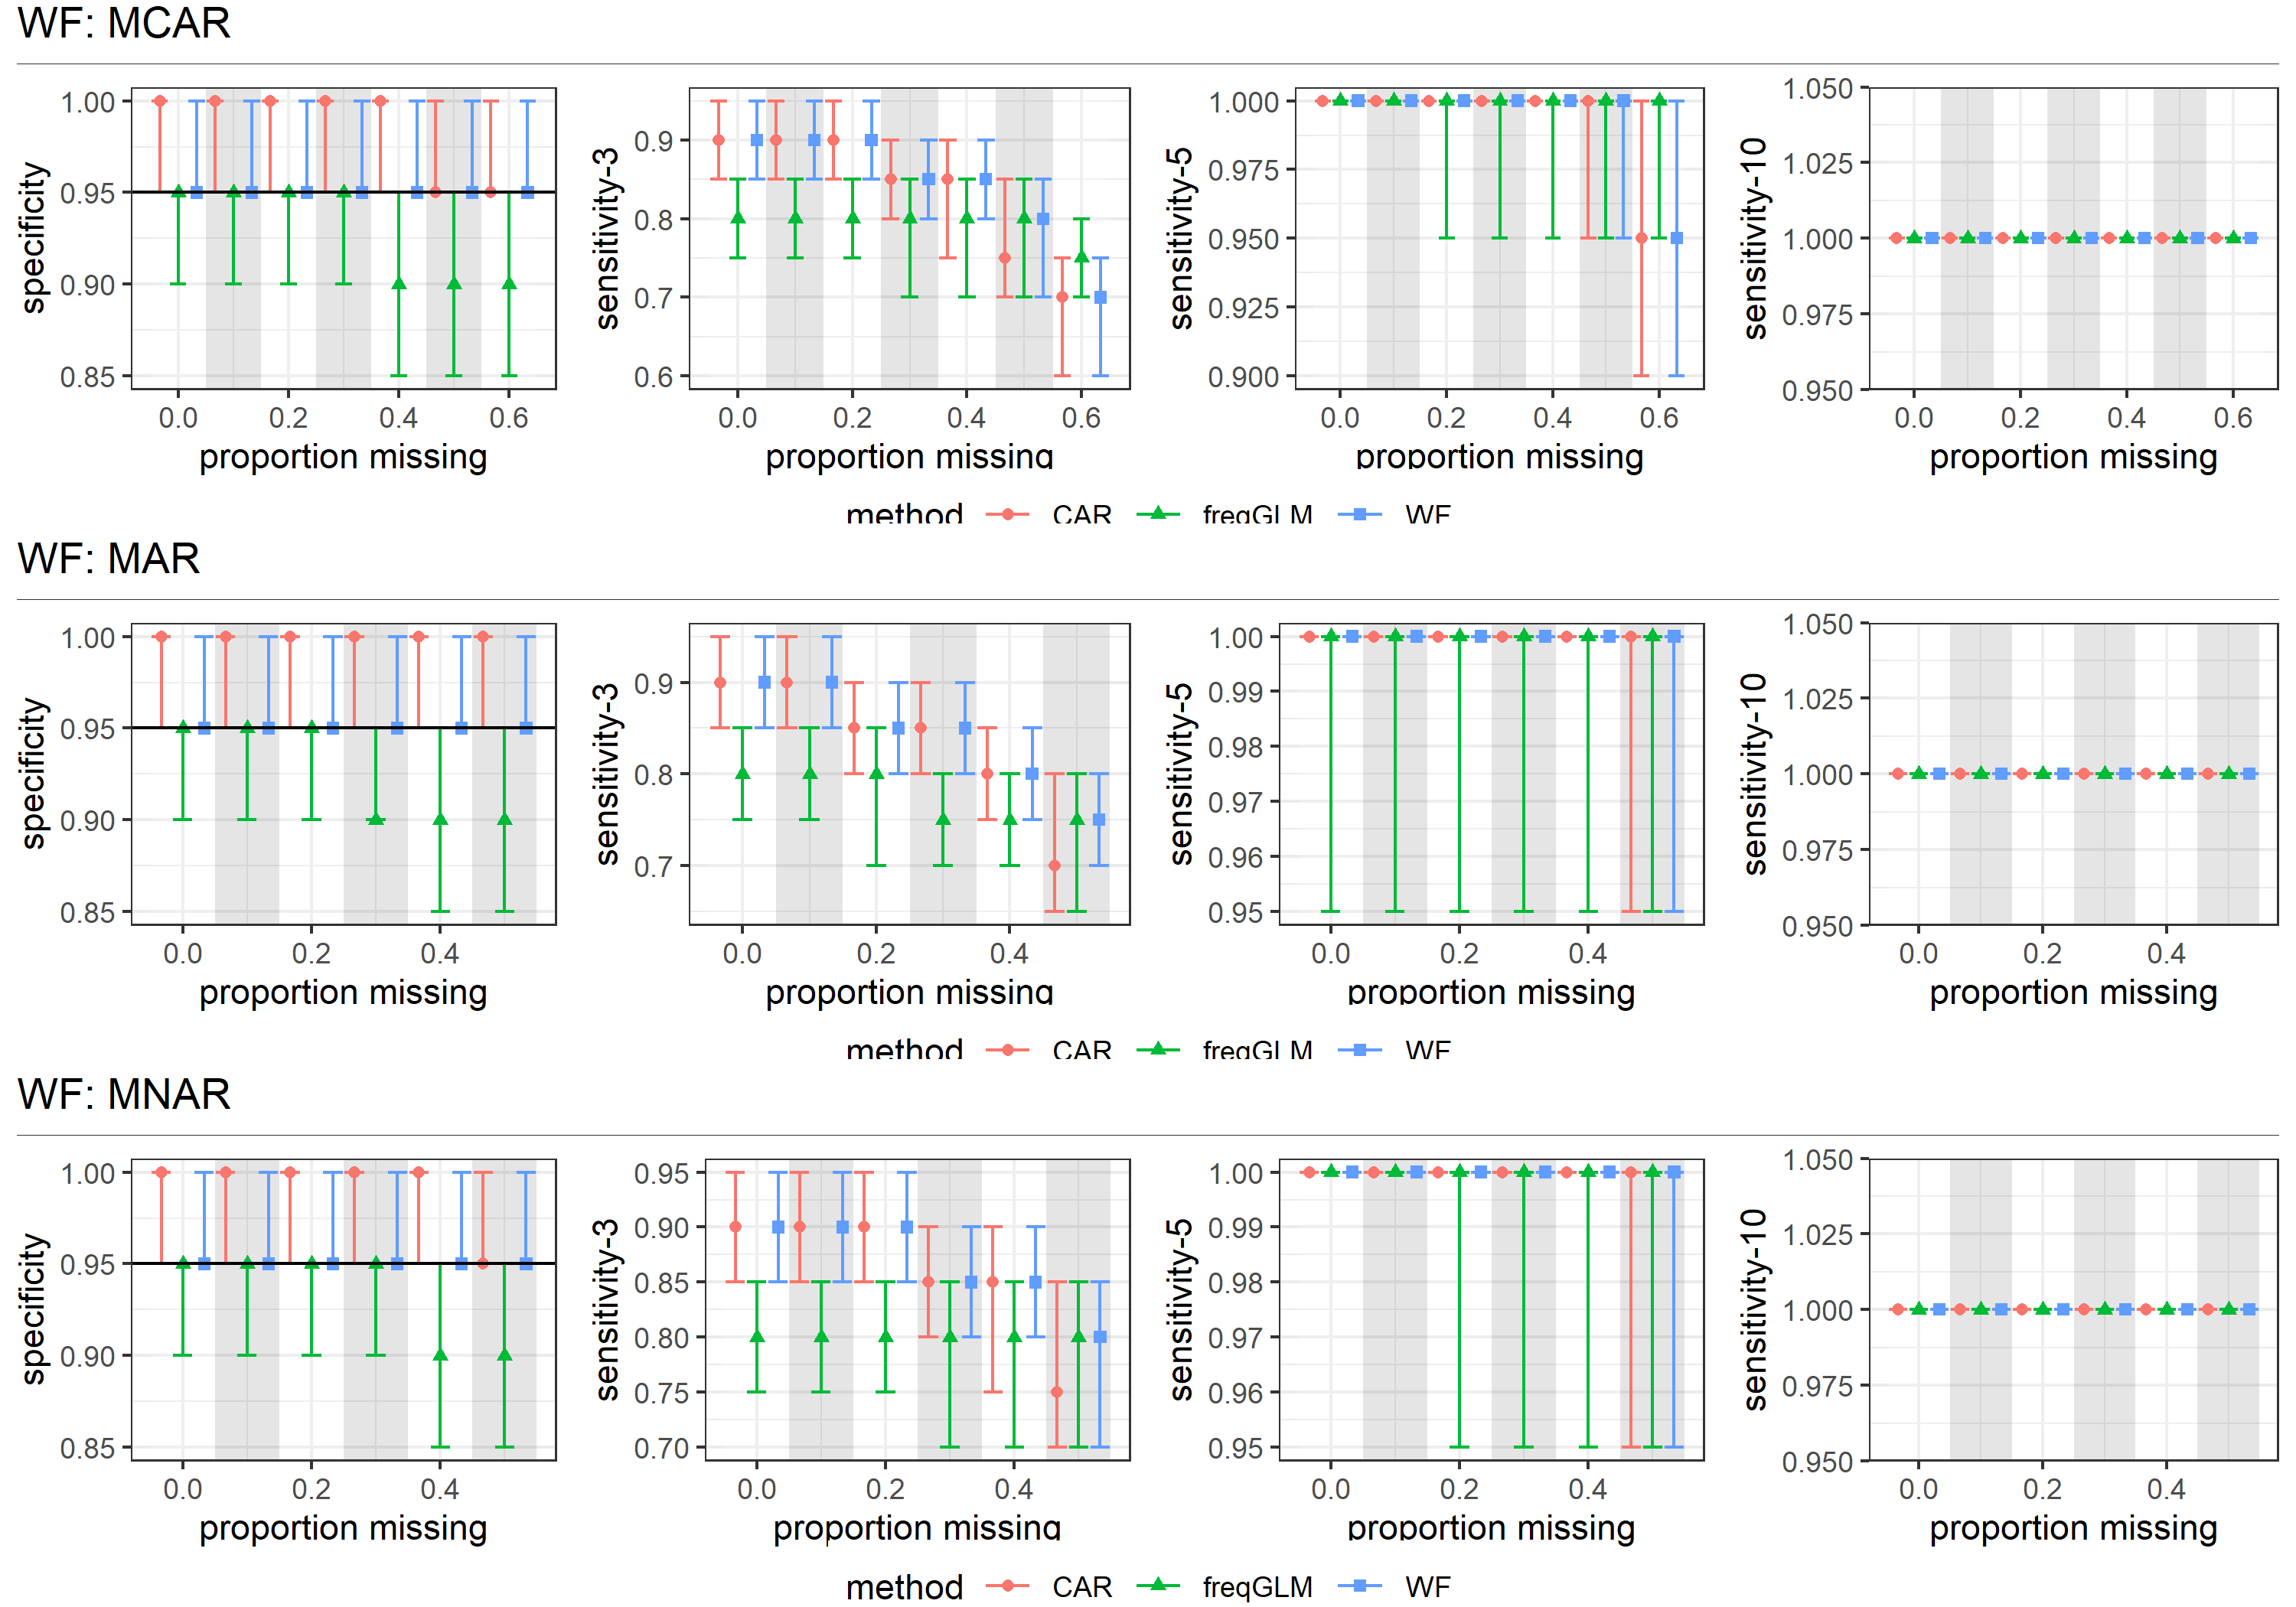 WF: MCAR
specificity
1.00
0.95
0.90
0.85
0.0 0.2 0.4 0.6
proportion missing
sensitivity-3
0.9
0.8
0.7
0.6
0.0 0.2 0.4 0.6
proportion missing
sensitivity-5
1.000
0.975
0.950
0.925
0.900
0.0 0.2 0.4 0.6
proportion missing
sensitivity-10
1.050
1.025
1.000
0.975
0.950
0.0 0.2 0.4 0.6
proportion missing
method CAR freqGLM WF
WF: MAR
specificity
1.00
0.95
0.90
0.85
0.0 0.2 0.4
proportion missing
sensitivity-3
0.9
0.8
0.7
0.0 0.2 0.4
proportion missing
sensitivity-5
1.00
0.99
0.98
0.97
0.96
0.95
0.0 0.2 0.4
proportion missing
sensitivity-10
1.050
1.025
1.000
0.975
0.950
0.0 0.2 0.4
proportion missing
method CAR freqGLM WF
WF: MNAR
specificity
1.00
0.95
0.90
0.85
0.0 0.2 0.4
proportion missing
sensitivity-3
0.95
0.90
0.85
0.80
0.75
0.70
0.0 0.2 0.4
proportion missing
sensitivity-5
1.00
0.99
0.98
0.97
0.96
0.95
0.0 0.2 0.4
proportion missing
sensitivity-10
1.050
1.025
1.000
0.975
0.950
0.0 0.2 0.4
proportion missing
method CAR freqGLM WF